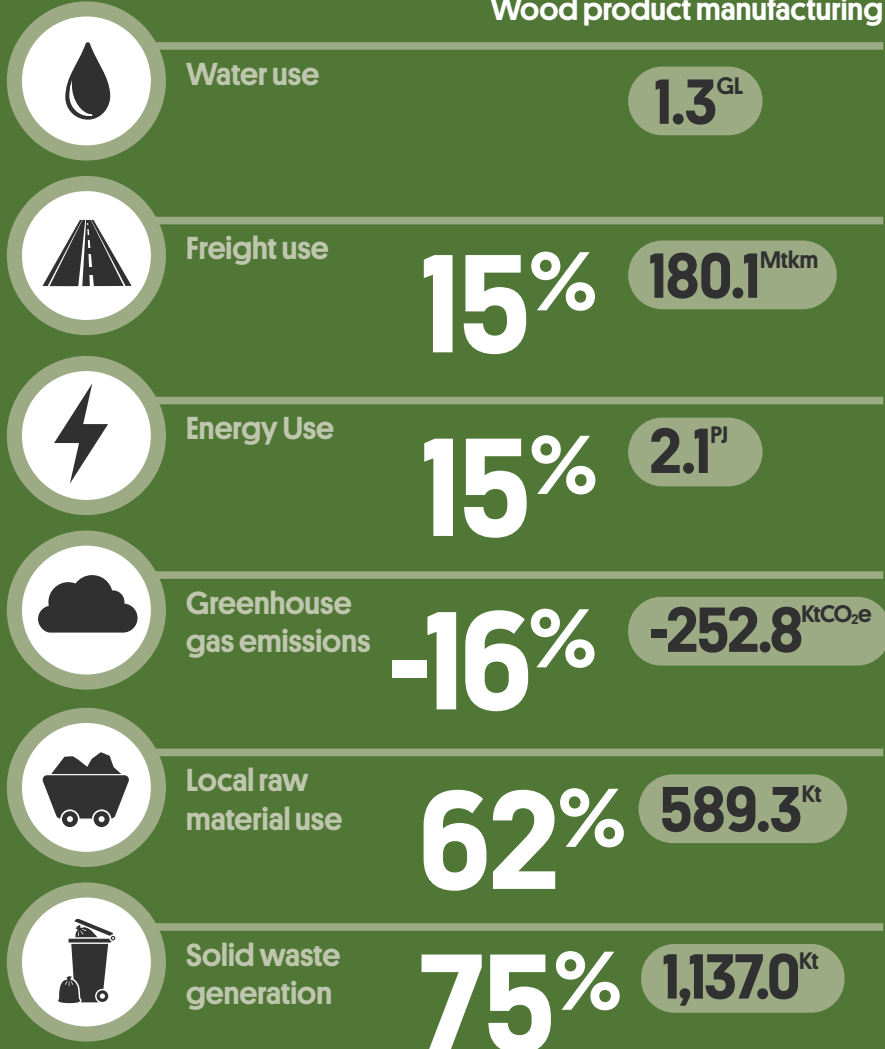 Wood product manufacturing
Water use
1.3GL
Freight use
15%
180.1Mtkm
Energy Use
15%
2.1PJ
Greenhouse
gas emissions
-16%
-252.8KtCO₂e
Local raw
material use
62%
589.3Kt
Solid waste
generation
75%
1,137.0Kt